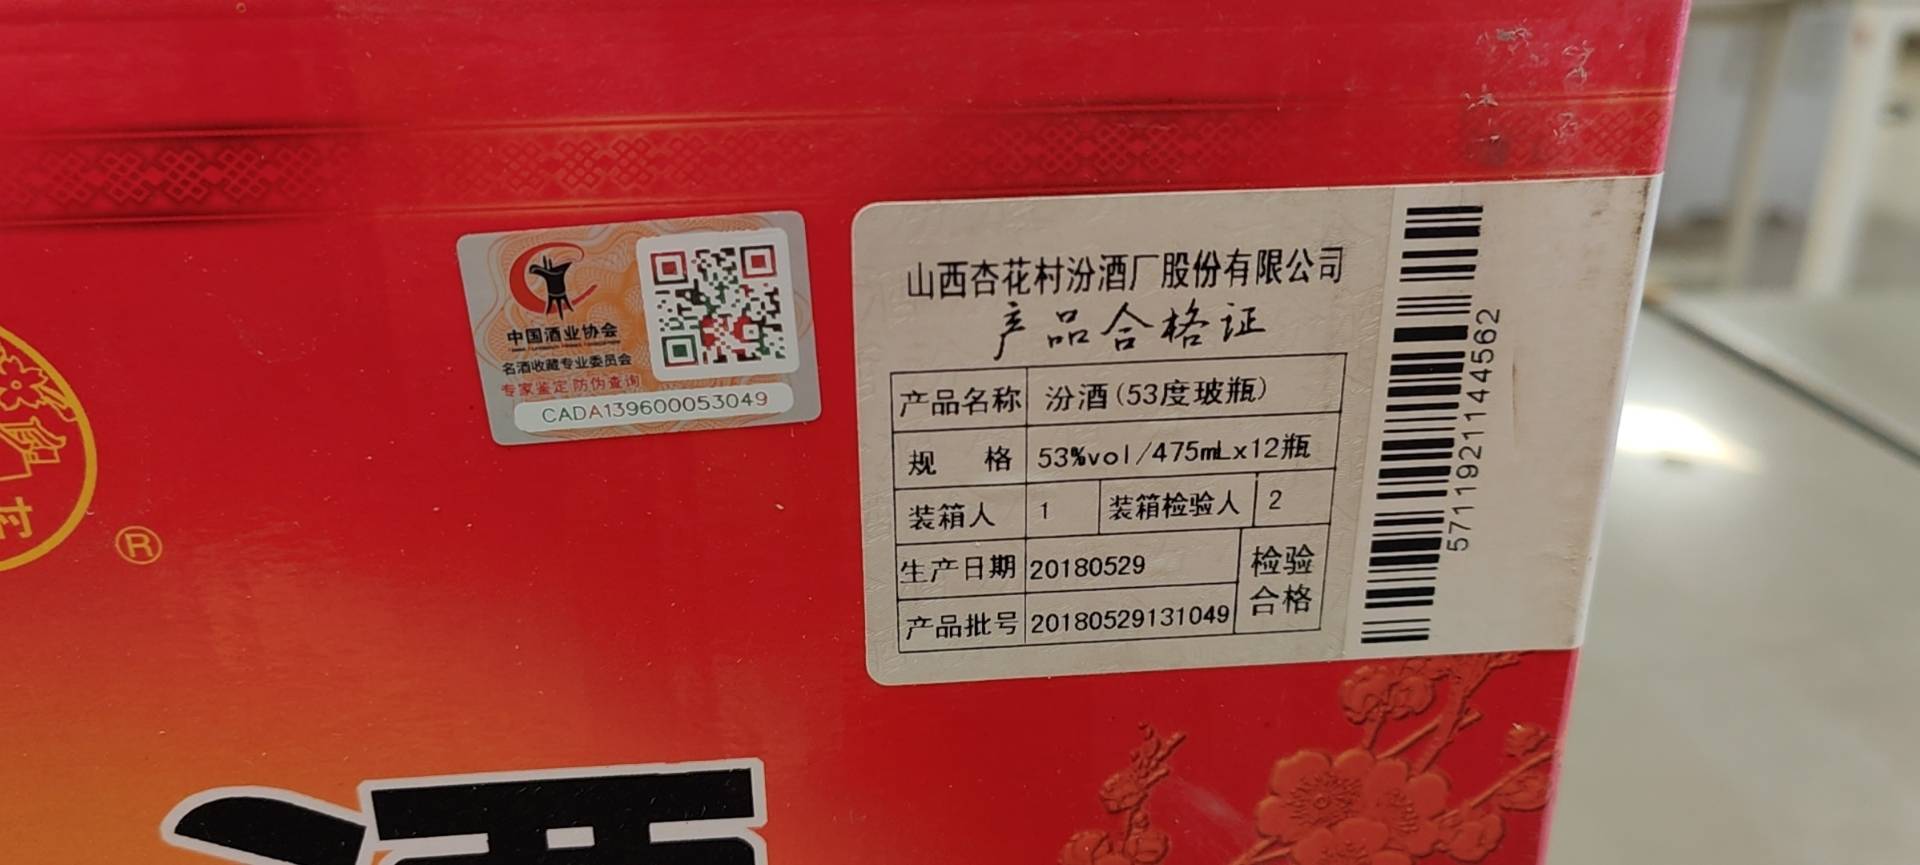 村
®
中国酒业协会
名酒收藏专业委员会
专家鉴定 防伪查询
CADA139600053049
山西杏花村汾酒厂股份有限公司
产品合格证
产品名称 汾酒(53度玻瓶)
规 格 53%vol/475mLx12瓶
装箱人 1 装箱检验人 2
生产日期 20180529 检验
产品批号 20180529131049 合格
5711921144562